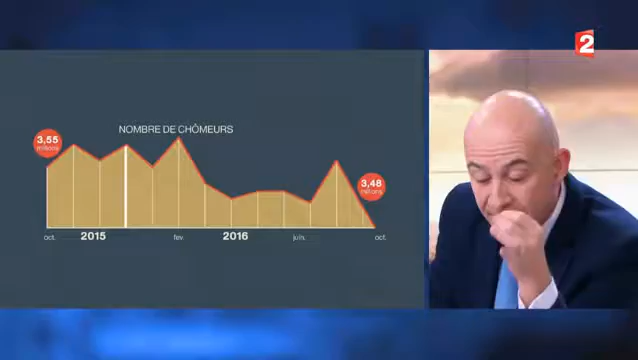 2
NOMBRE DE CHÔMEURS
3,55
millions
3,48
millions
oct. 2015 fev. 2016 juin. oct.